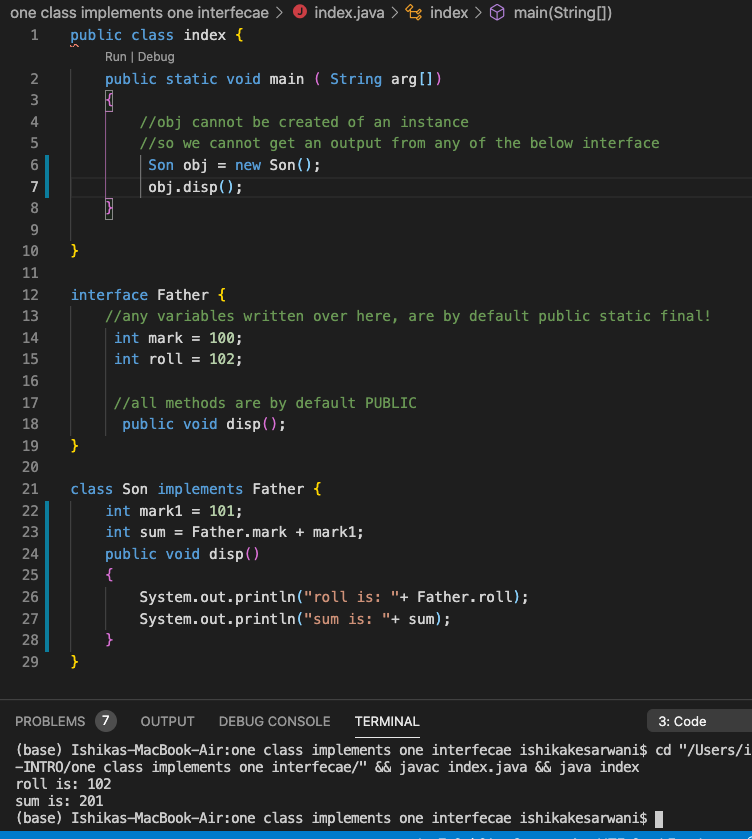 one class implements one interfecae > index.java > index > main(String[])
1 public class index {
Run | Debug
2 public static void main ( String arg[])
3 {
4 //obj cannot be created of an instance
5 //so we cannot get an output from any of the below interface
6 Son obj = new Son();
7 obj.disp();
8 }
9
10 }
11
12 interface Father {
13 //any variables written over here, are by default public static final!
14 int mark = 100;
15 int roll = 102;
16
17 //all methods are by default PUBLIC
18 public void disp();
19 }
20
21 class Son implements Father {
22 int mark1 = 101;
23 int sum = Father.mark + mark1;
24 public void disp()
25 {
26 System.out.println("roll is: "+ Father.roll);
27 System.out.println("sum is: "+ sum);
28 }
29 }
PROBLEMS 7 OUTPUT DEBUG CONSOLE TERMINAL 3: Code
(base) Ishikas-MacBook-Air:one class implements one interfecae ishikakesarwani$ cd "/Users/i
-INTRO/one class implements one interfecae/" && javac index.java && java index
roll is: 102
sum is: 201
(base) Ishikas-MacBook-Air:one class implements one interfecae ishikakesarwani$